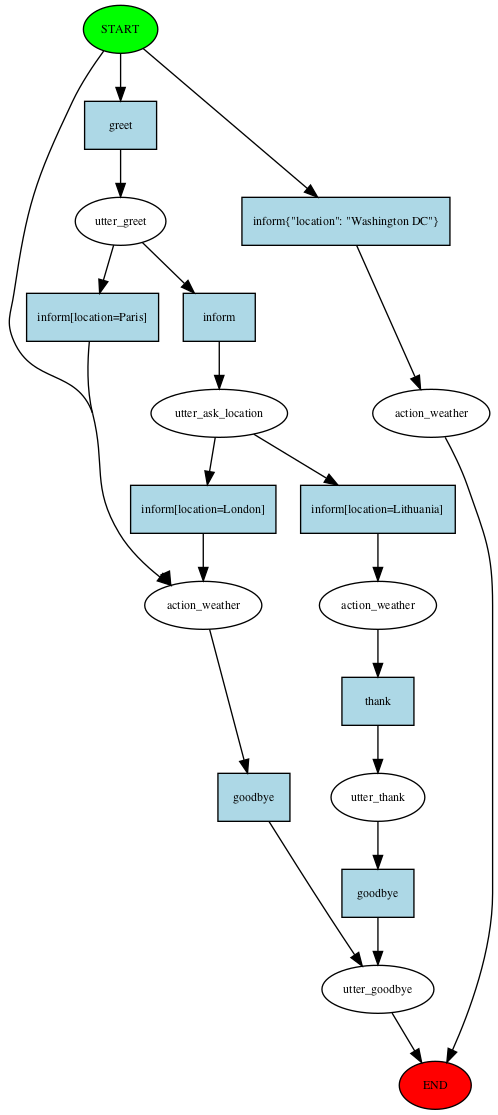 START
greet
utter_greet
inform{"location": "Washington DC"}
inform[location=Paris]
inform
utter_ask_location
action_weather
inform[location=London]
inform[location=Lithuania]
action_weather
action_weather
thank
goodbye
utter_thank
goodbye
utter_goodbye
END